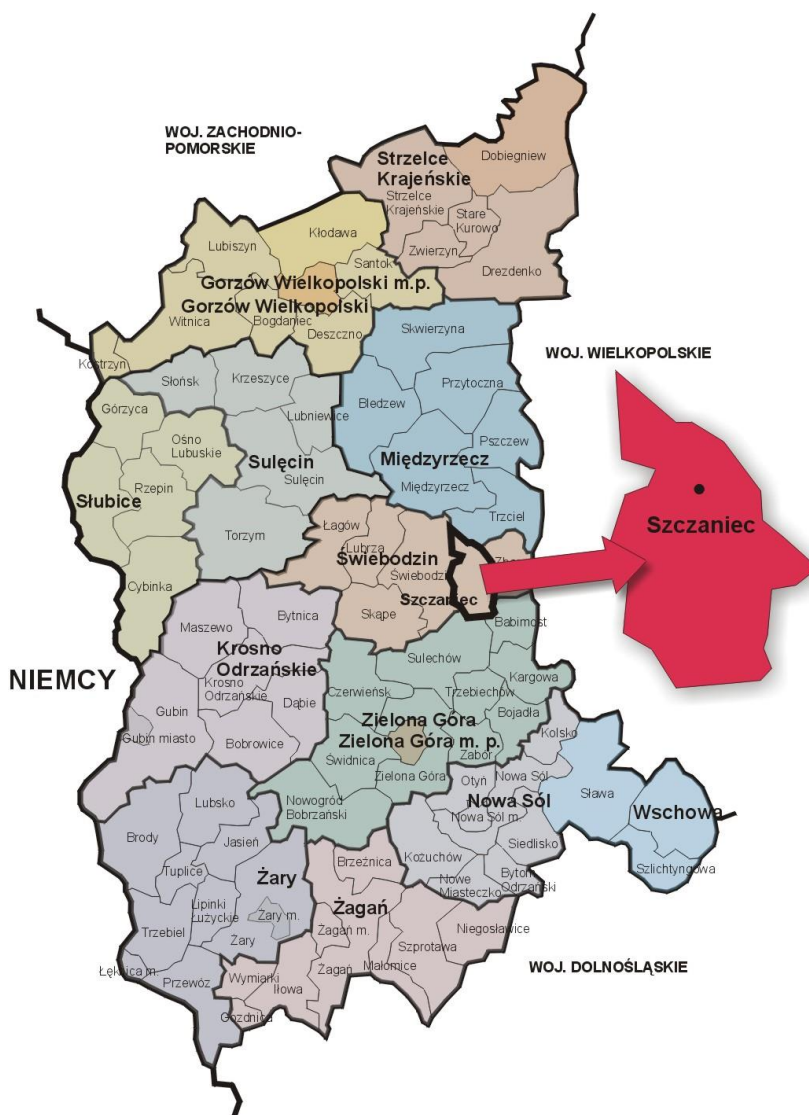 WOJ. ZACHODNIO-
POMORSKIE
Dobiegniew
Strzelce
Krajeńskie
Strzelce
Krajeńskie
Stare
Kurowo
Zwierzyn
Drezdenko
Kłodawa
Lubiszyn
Santok
Gorzów Wielkopolski m.p.
Gorzów Wielkopolski
Witnica
Bogdaniec
Deszczno
Kostrzyn
Skwierzyna
WOJ. WIELKOPOLSKIE
Słońsk
Krzeszyce
Bledzew
Przytoczna
Górzyca
Lubniewice
Ośno
Lubuskie
Pszczew
Sulęcin
Międzyrzecz
Rzepin
Sulęcin
Międzyrzecz
Słubice
Trzciel
Szczaniec
Torzym
Łagów
Lubrza
Świebodzin
Świebodzi
Cybinka
Skąpe
Szczaniec
Bytnica
Babimost
Maszewo
Krosno
Odrzańskie
Sulechów
NIEMCY
Krosno
Odrzańskie
Kargowa
Czerwieńsk
Trzebiechów
Dąbie
Bojadła
Gubin
Zielona Góra
Zielona Góra m. p.
Gubin miasto
Kolsko
Bobrowice
Zabór
Świdnica
Zielona Góra
Otyń
Nowa Sól
Sława
Nowogród
Bobrzański
Nowa Sól
Nowa Sól m.
Wschowa
Lubsko
Brody
Jasień
Siedlisko
Brzeźnica
Kożuchów
Szlichtyngowa
Tuplice
Nowe
Miasteczko
Bytom
Odrzański
Żary
Lipinki
Łużyckie
Żary m.
Żagań
Trzebiel
Żagań m.
Niegosławice
Żary
Szprotawa
Łęknica m.
Przewóz
Wymiarki
Iłowa
Żagań
Małomice
WOJ. DOLNOŚLĄSKIE
Gozdnica